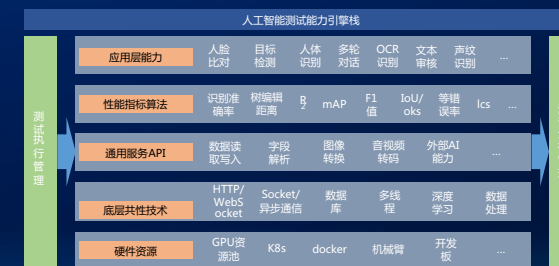 人工智能测试能力引擎栈
测试执行管理
应用层能力
人脸比对
目标检测
人体识别
多轮对话
OCR识别
文本审核
声纹识别
...
性能指标算法
识别准确率
树编辑距离
R2
mAP
F1值
IoU/oks
等错误率
lcs
...
通用服务API
数据读取写入
字段解析
图像转换
音视频转码
外部AI能力
...
底层共性技术
HTTP/WebSocket
Socket/异步通信
数据库
多线程
深度学习
数据处理
硬件资源
GPU资源池
K8s
docker
机械臂
开发板
...